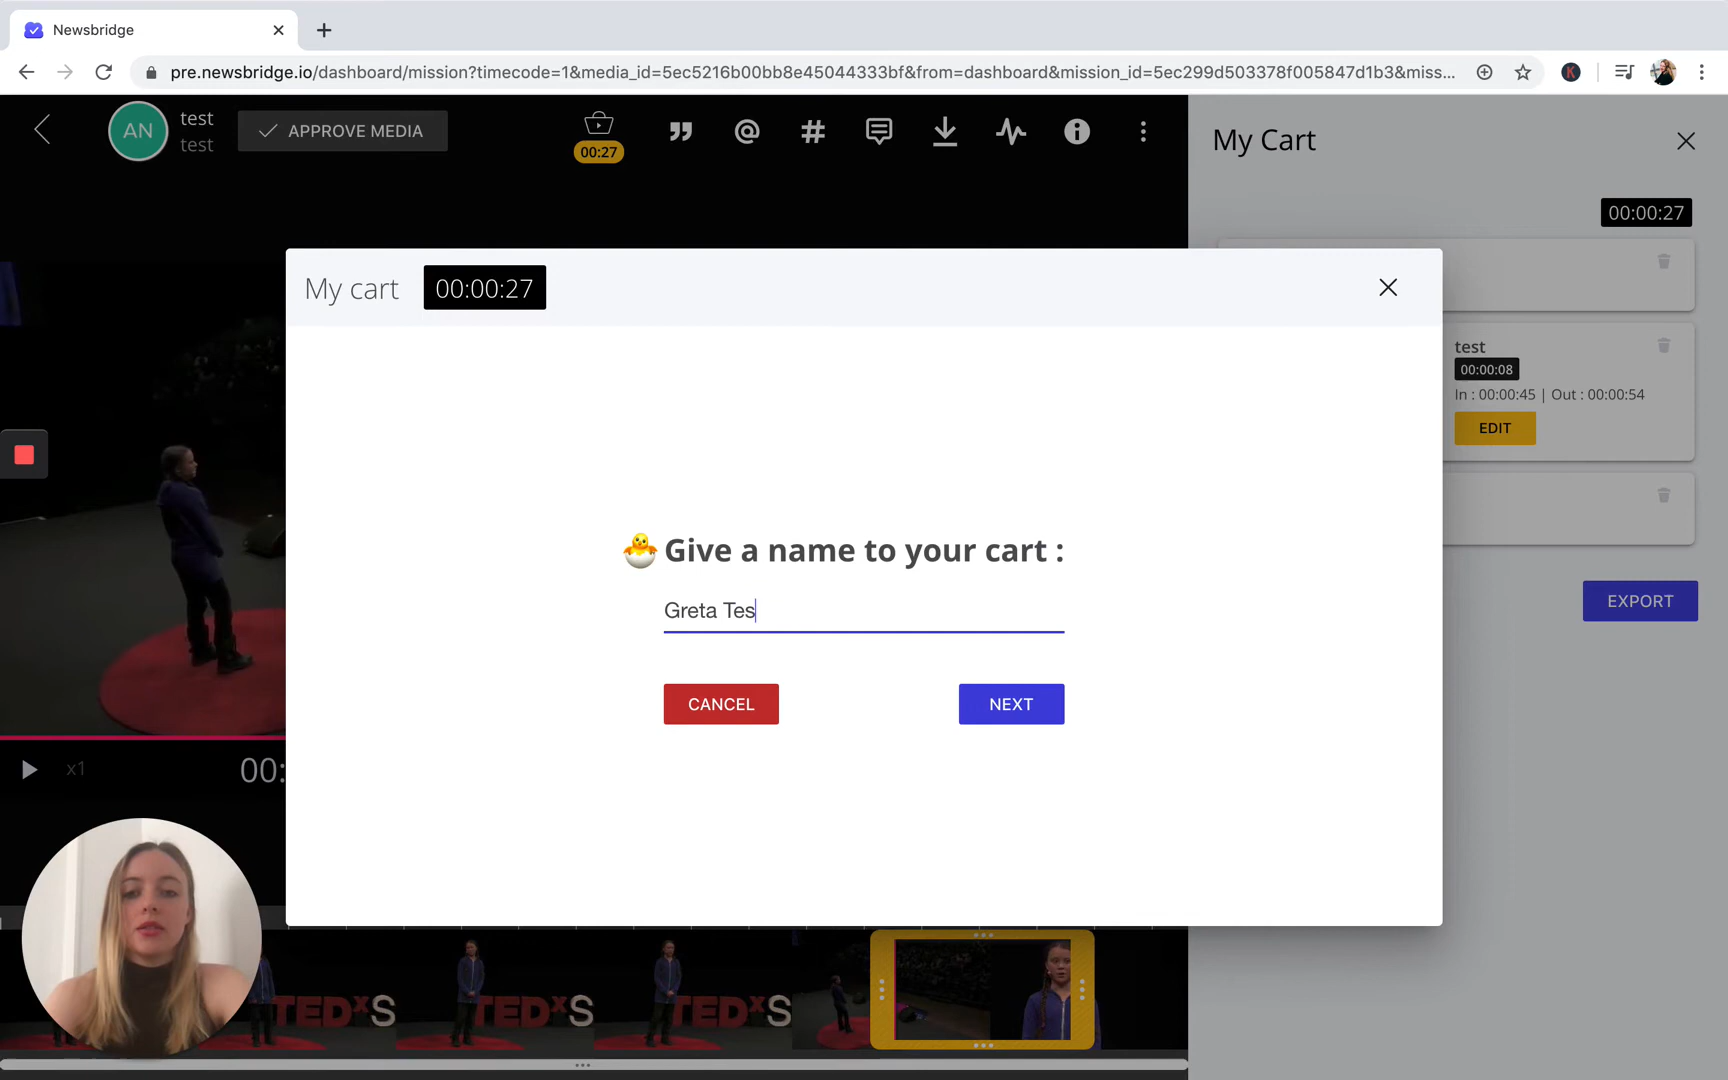 Newsbridge
pre.newsbridge.io/dashboard/mission?timecode=1&media_id=5ec5216b00bb8e45044333bf&from=dashboard&mission_id=5ec299d503378f005847d1b3&miss...
K
AN
test
test
APPROVE MEDIA
00:27
My Cart
00:00:27
My cart
00:00:27
test
00:00:08
In : 00:00:45 | Out : 00:00:54
EDIT
Give a name to your cart :
Greta Tes
EXPORT
CANCEL
NEXT
x1
00:
TEDxS
TEDxS
TEDxS